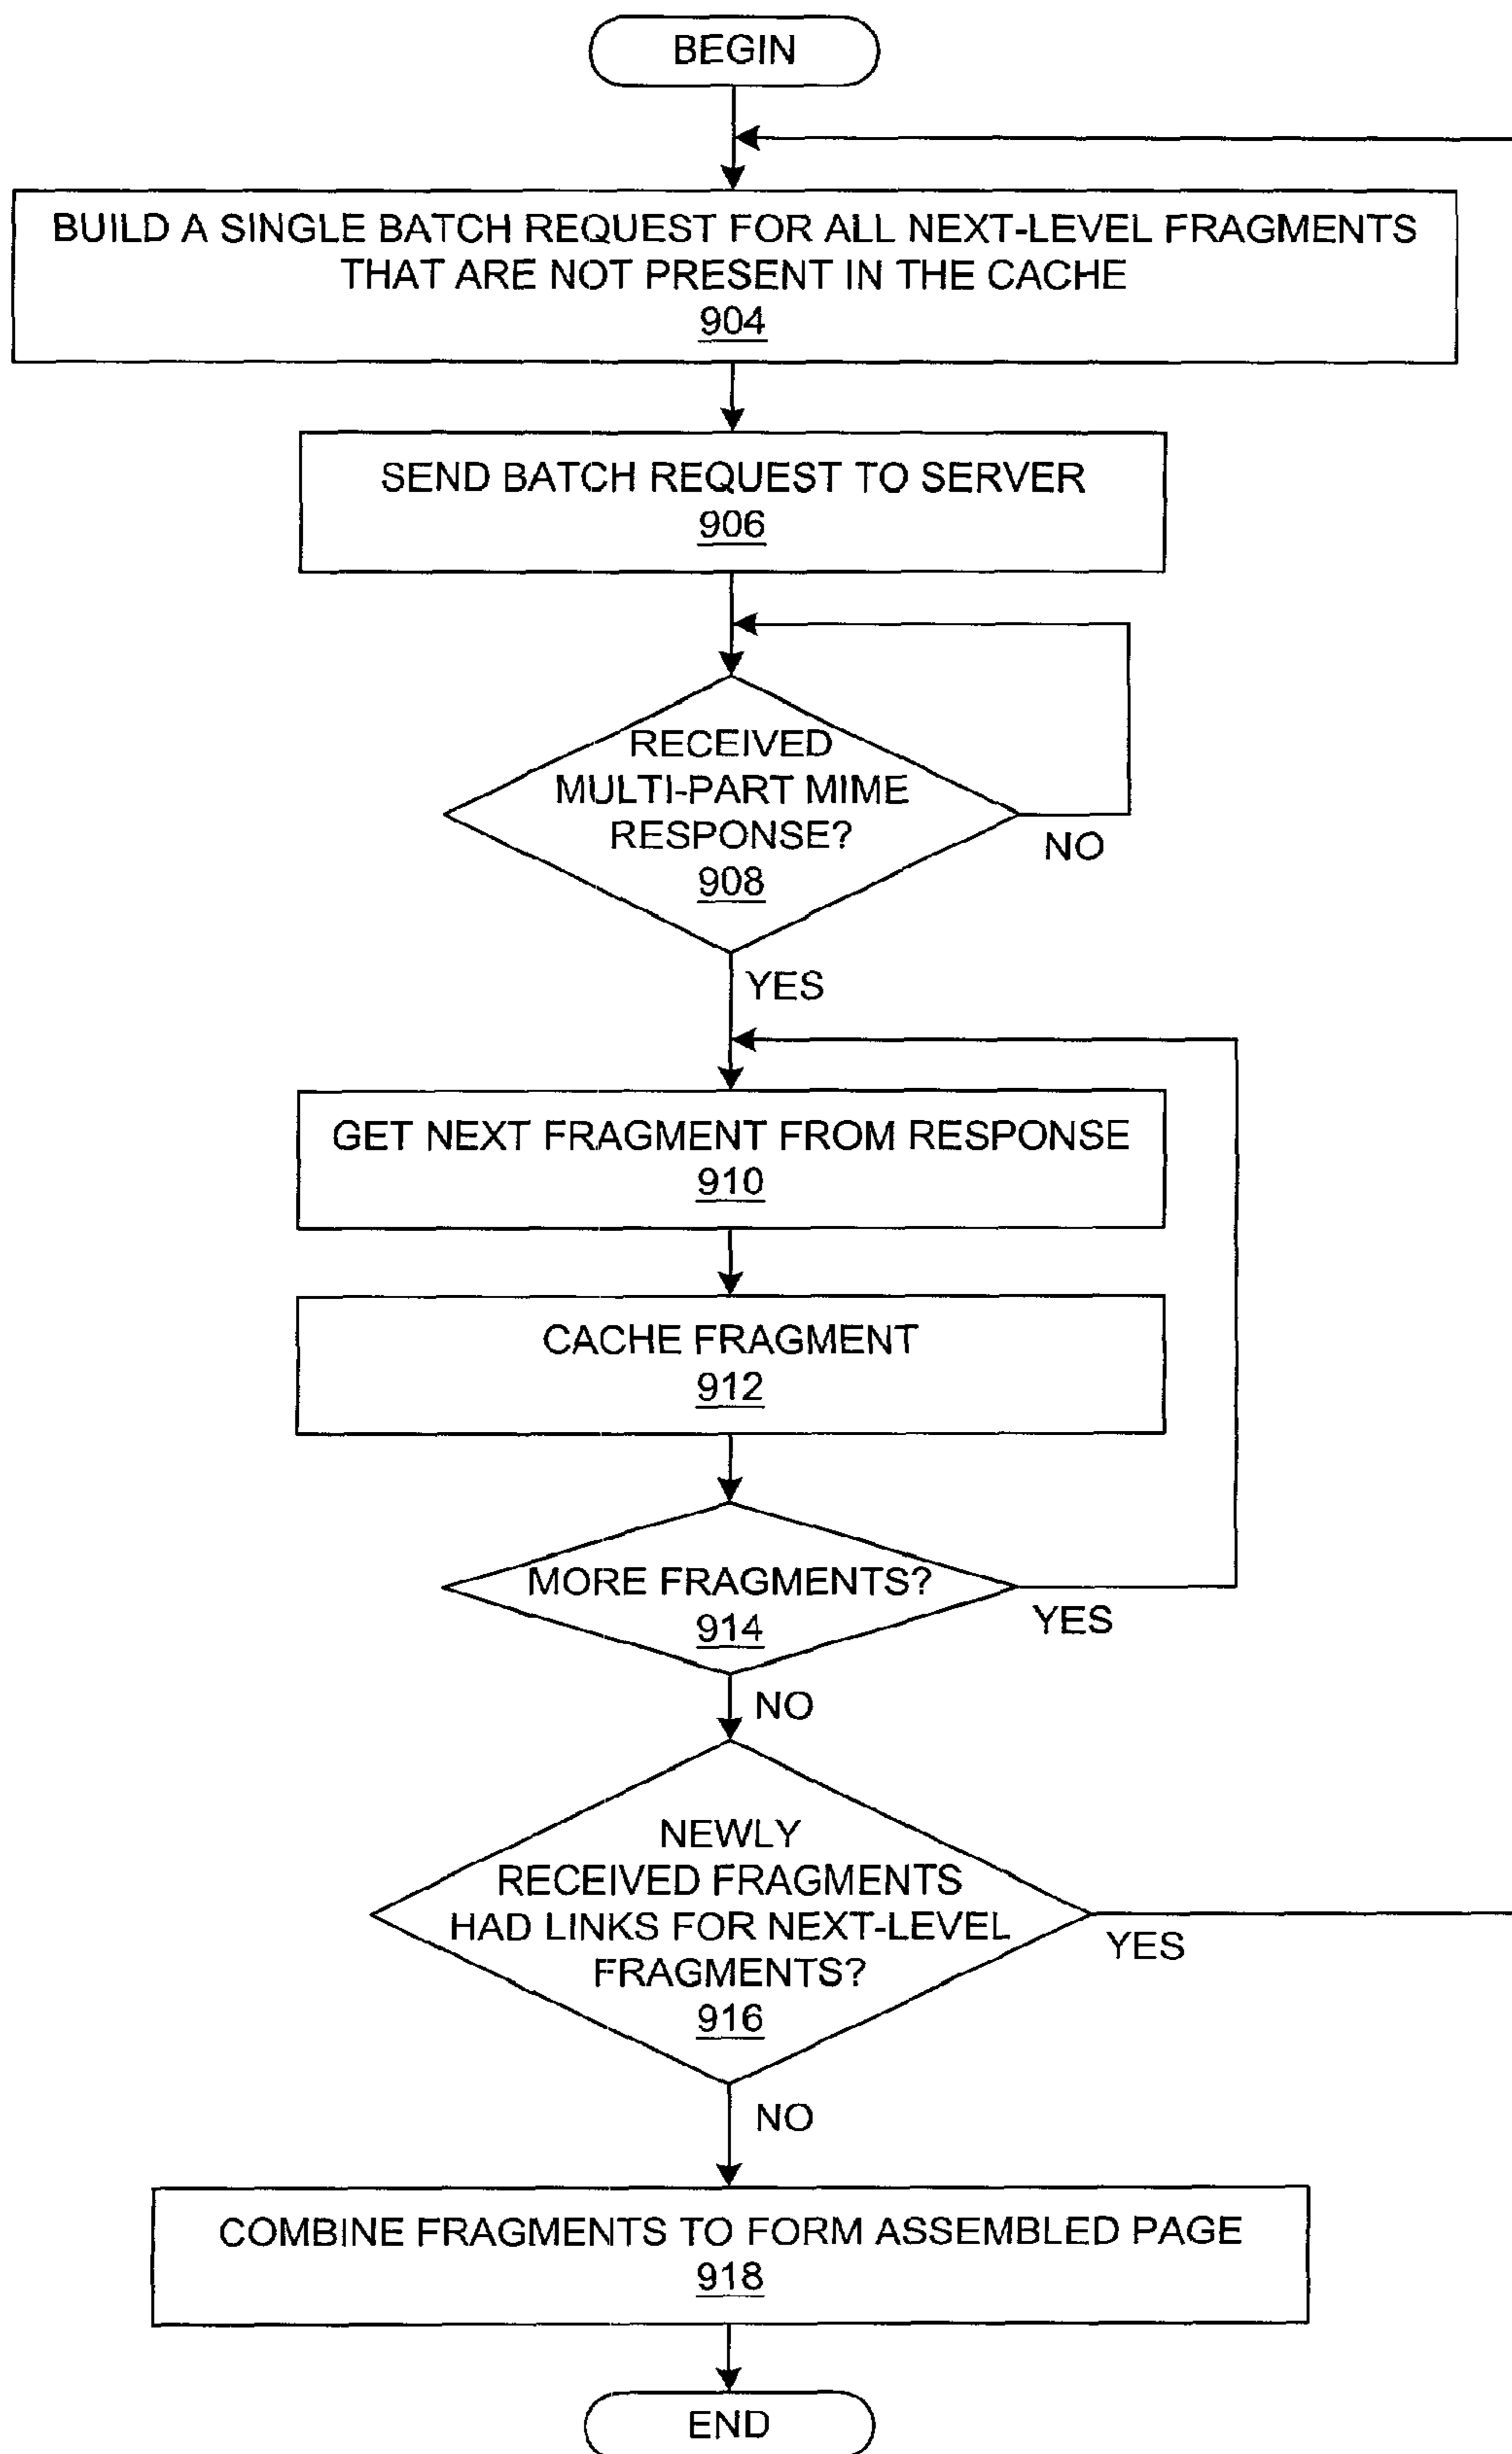 BEGIN
BUILD A SINGLE BATCH REQUEST FOR ALL NEXT-LEVEL FRAGMENTS
THAT ARE NOT PRESENT IN THE CACHE
904
SEND BATCH REQUEST TO SERVER
906
RECEIVED
MULTI-PART MIME
RESPONSE?
908
NO
YES
GET NEXT FRAGMENT FROM RESPONSE
910
CACHE FRAGMENT
912
MORE FRAGMENTS?
914
YES
NO
NEWLY
RECEIVED FRAGMENTS
HAD LINKS FOR NEXT-LEVEL
FRAGMENTS?
916
YES
NO
COMBINE FRAGMENTS TO FORM ASSEMBLED PAGE
918
END